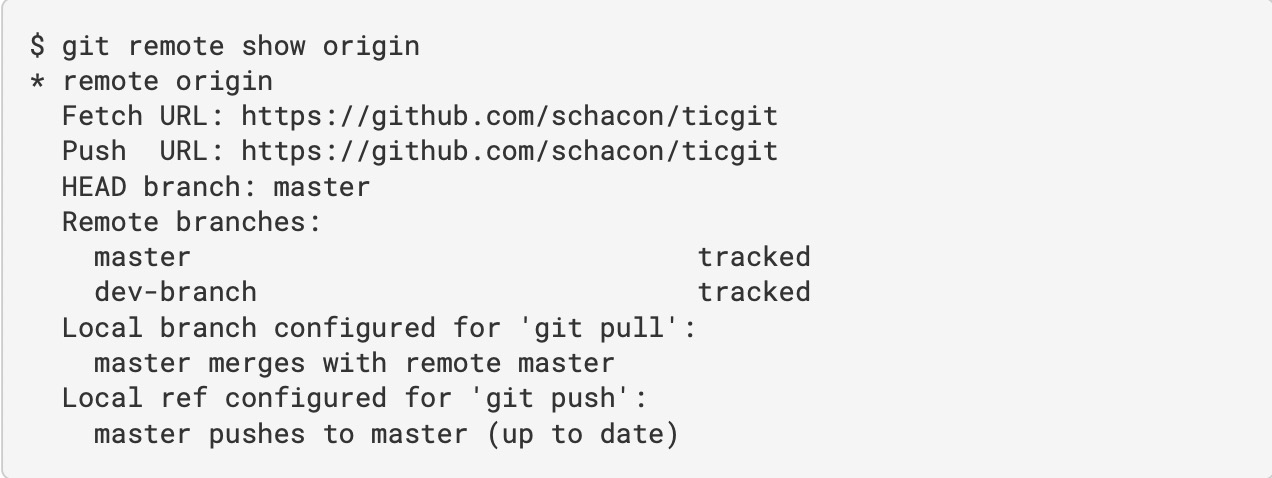 $ git remote show origin
* remote origin
  Fetch URL: https://github.com/schacon/ticgit
  Push  URL: https://github.com/schacon/ticgit
  HEAD branch: master
  Remote branches:
    master                               tracked
    dev-branch                           tracked
  Local branch configured for 'git pull':
    master merges with remote master
  Local ref configured for 'git push':
    master pushes to master (up to date)